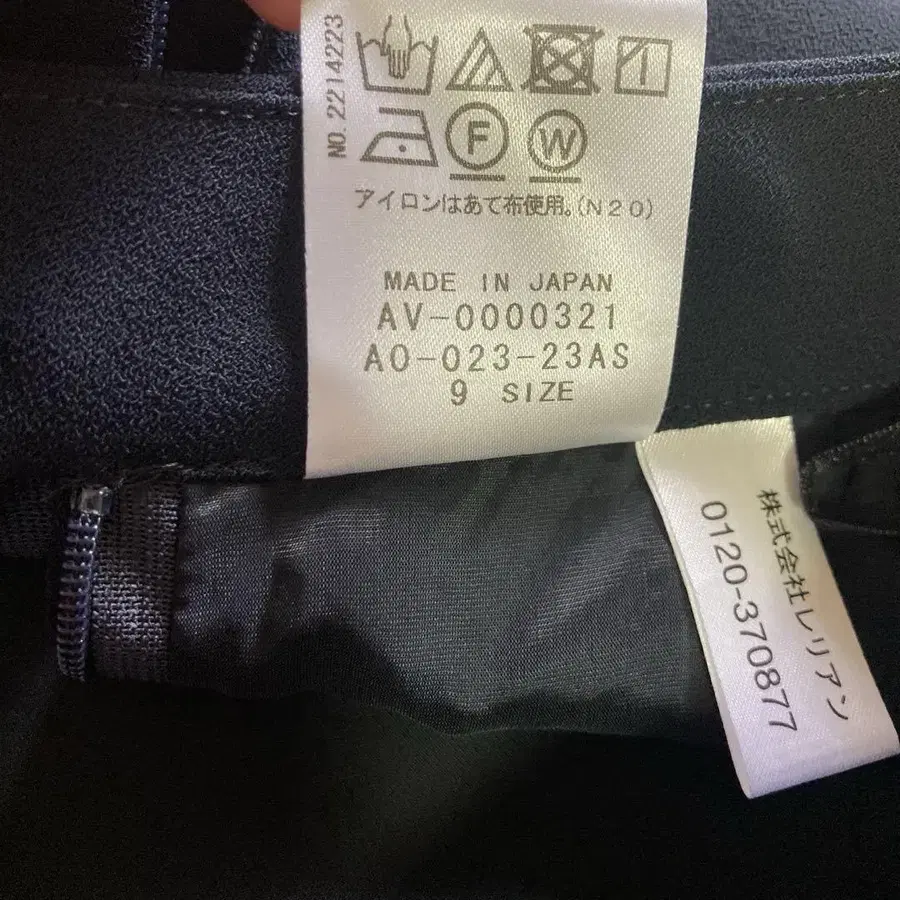 NO.2214223
F
W
アイロンはあて布使用。(N20)
MADE IN JAPAN
AV-0000321
A0-023-23AS
9 SIZE
株式会社レリアン
0120-370877